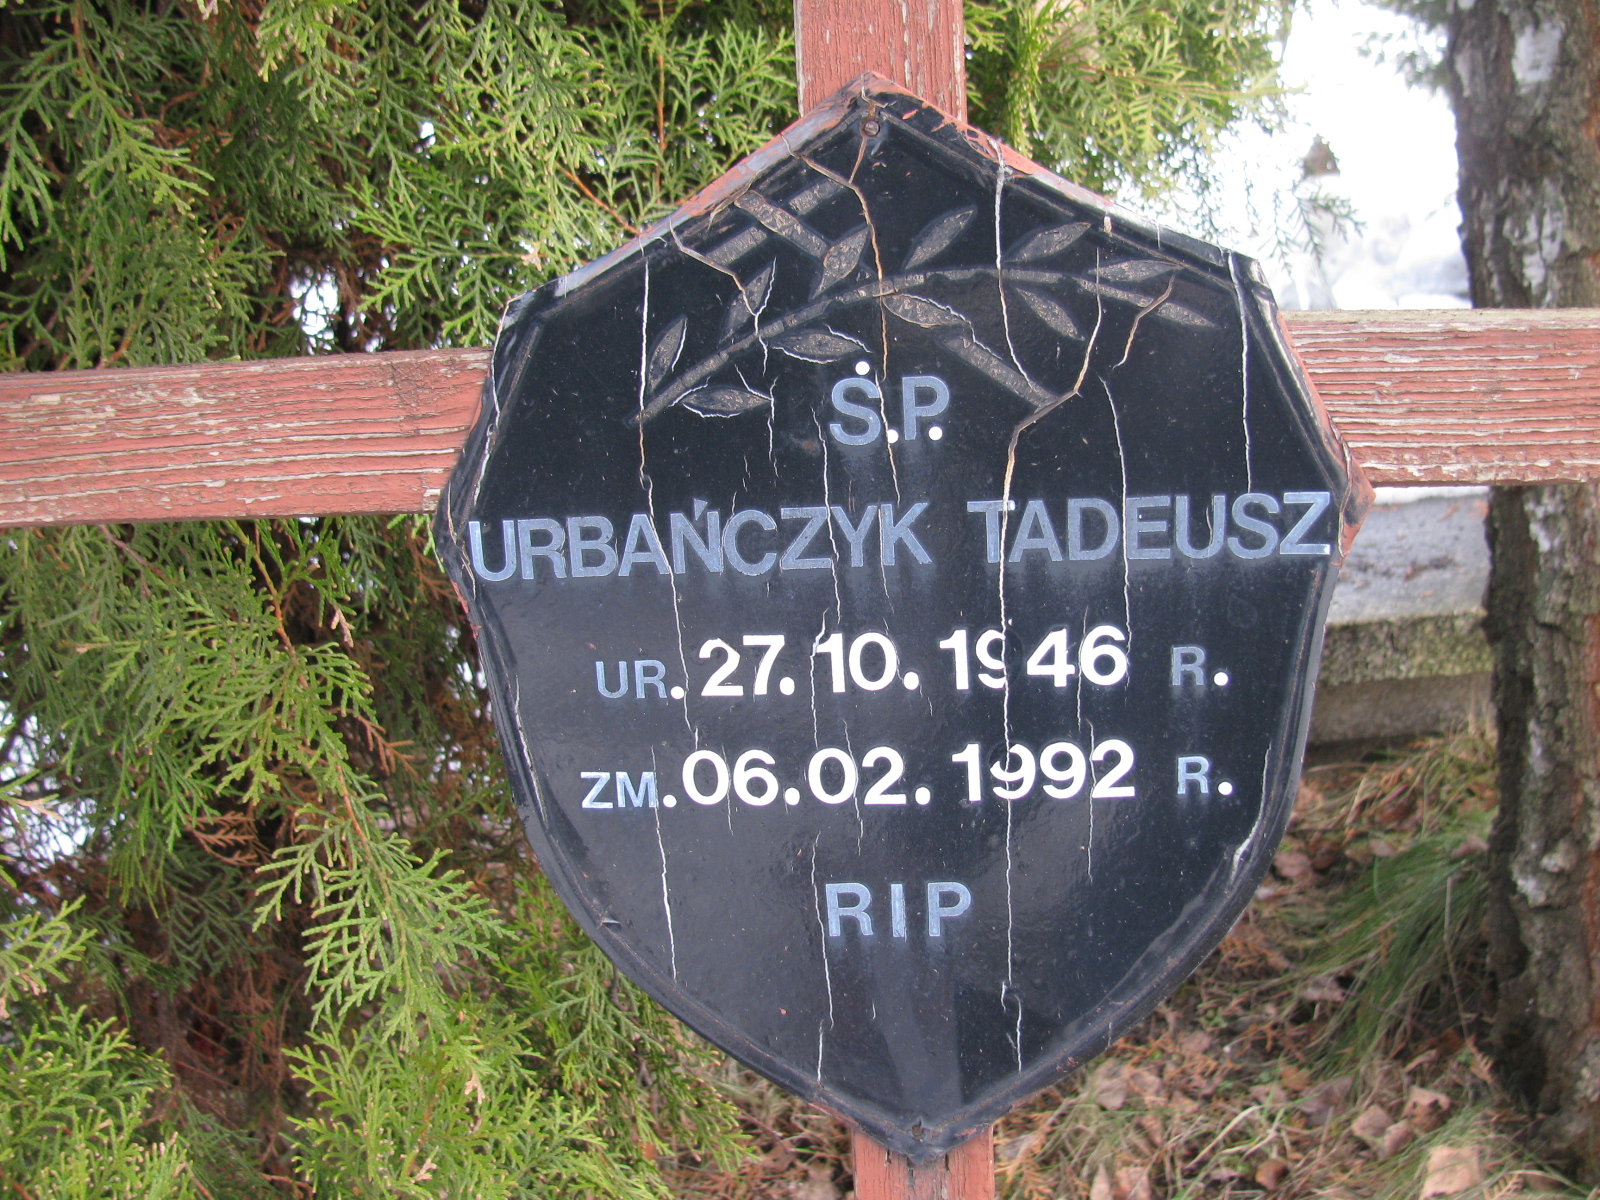 Ś.P.
URBAŃCZYK TADEUSZ
UR. 27. 10. 1946 R.
ZM. 06.02. 1992 R.
RIP